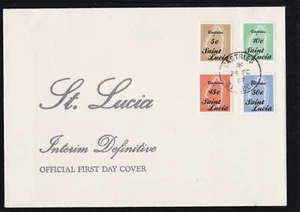 St. Lucia
Interim Definitive
OFFICIAL FIRST DAY COVER
5c
Saint
Lucia
10c
Saint
Lucia
45c
Saint
Lucia
50c
Saint
Lucia
CASTRIES